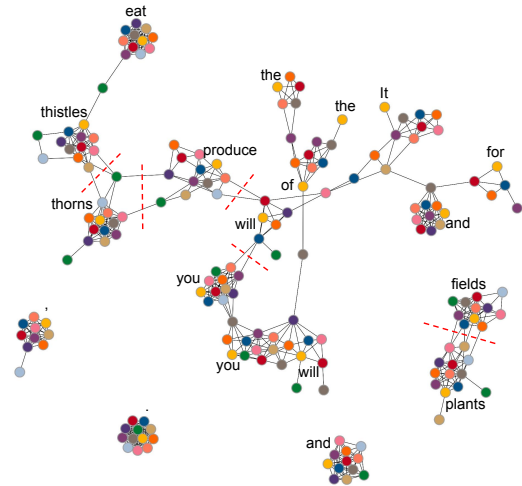 eat
the
the
It
thistles
produce
for
thorns
of
will
and
you
fields
,
you
will
plants
.
and